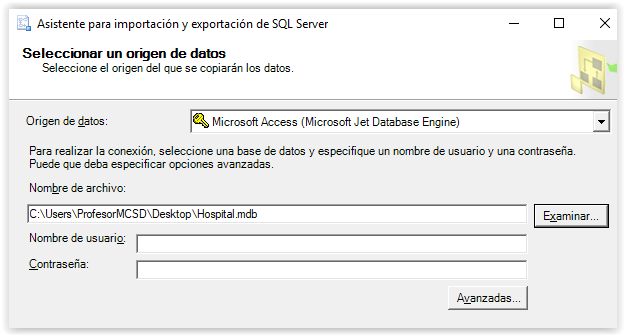 Asistente para importación y exportación de SQL Server
Seleccionar un origen de datos
Seleccione el origen del que se copiarán los datos.
Origen de datos:
Microsoft Access (Microsoft Jet Database Engine)
Para realizar la conexión, seleccione una base de datos y especifique un nombre de usuario y una contraseña.
Puede que deba especificar opciones avanzadas.
Nombre de archivo:
C:\Users\ProfesorMCSD\Desktop\Hospital.mdb
Examinar...
Nombre de usuario:
Contraseña:
Avanzadas...